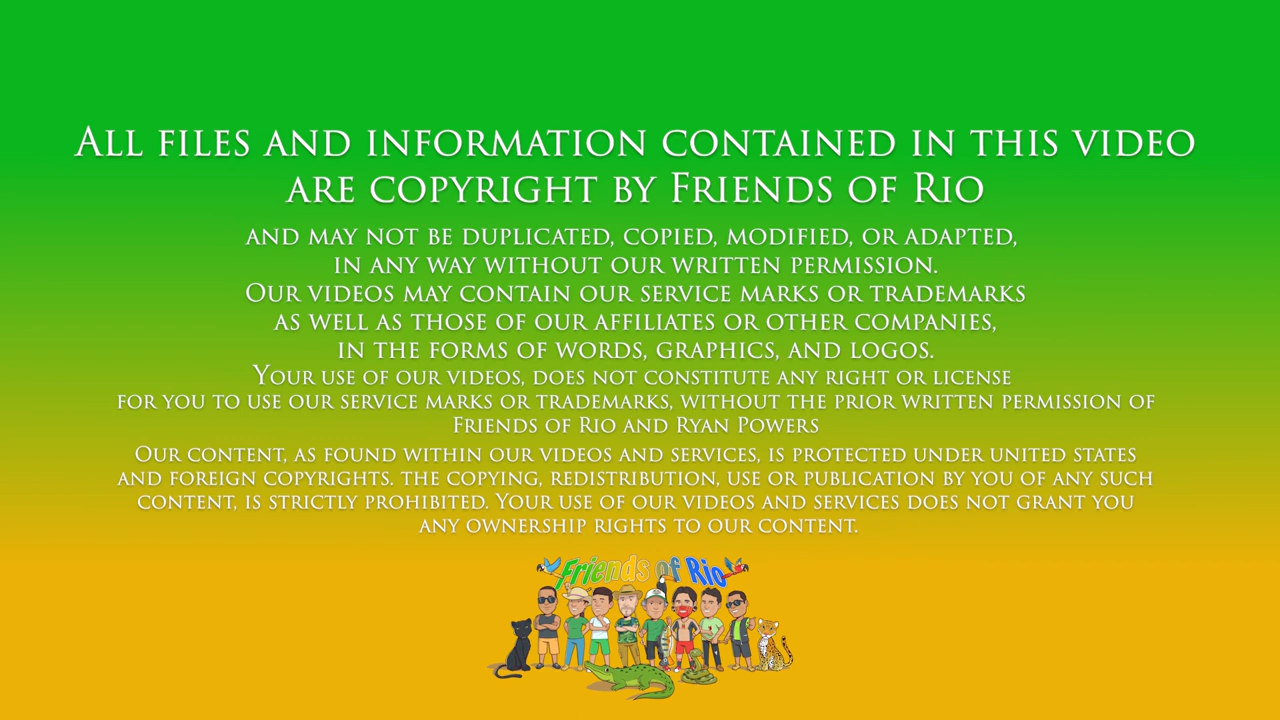 All files and information contained in this video
are copyright by Friends of Rio
and may not be duplicated, copied, modified, or adapted,
in any way without our written permission.
Our videos may contain our service marks or trademarks
as well as those of our affiliates or other companies,
in the forms of words, graphics, and logos.
Your use of our videos, does not constitute any right or license
for you to use our service marks or trademarks, without the prior written permission of
Friends of Rio and Ryan Powers
Our content, as found within our videos and services, is protected under united states
and foreign copyrights. the copying, redistribution, use or publication by you of any such
content, is strictly prohibited. Your use of our videos and services does not grant you
any ownership rights to our content.
Friends of Rio